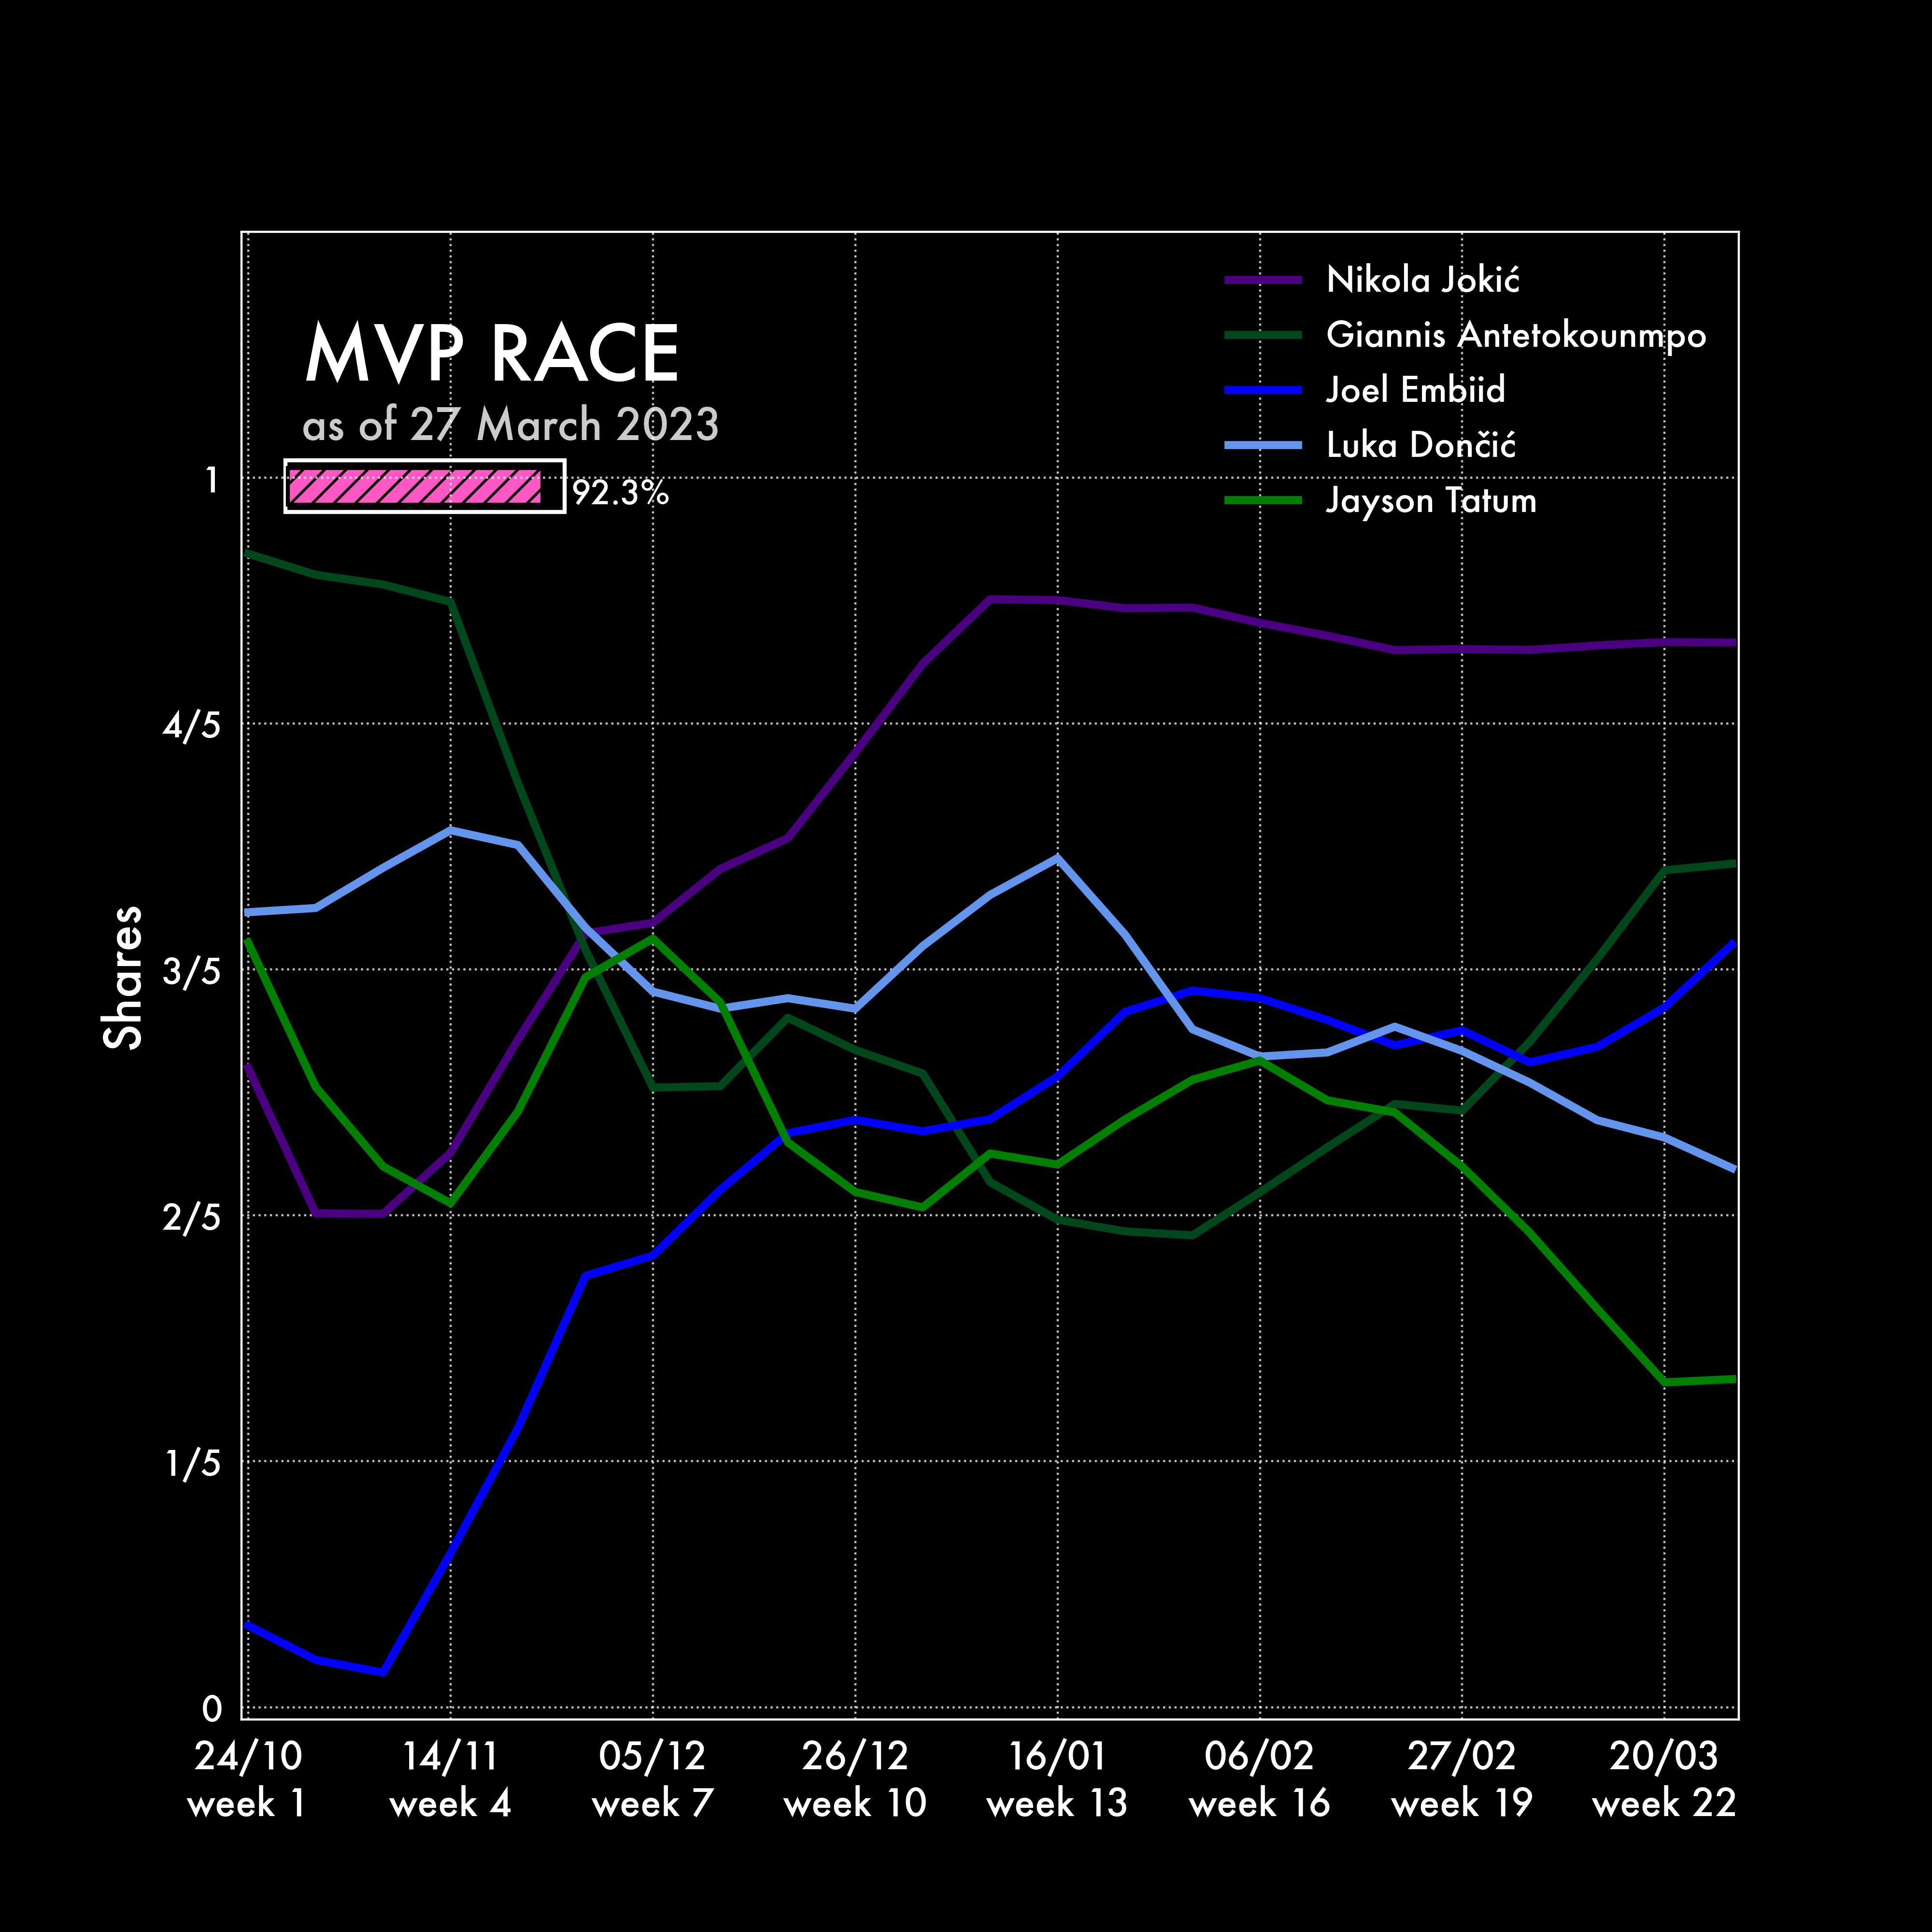 MVP RACE
as of 27 March 2023
92.3%
Nikola Jokić
Giannis Antetokounmpo
Joel Embiid
Luka Dončić
Jayson Tatum
Shares
1
4/5
3/5
2/5
1/5
0
24/10 14/11 05/12 26/12 16/01 06/02 27/02 20/03
week 1 week 4 week 7 week 10 week 13 week 16 week 19 week 22